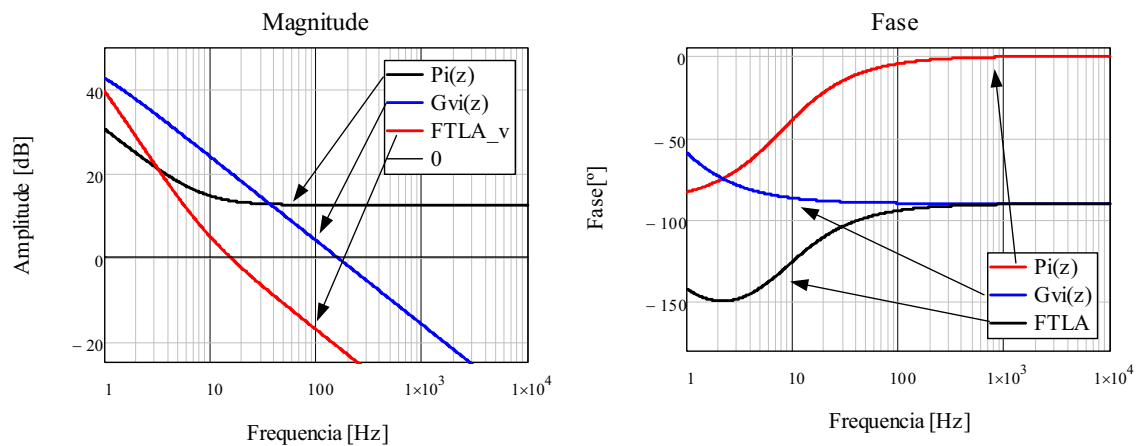 Magnitude
Amplitude [dB]
40
20
0
− 20
1
10
100
1×10³
1×10⁴
Frequencia [Hz]
Pi(z)
Gvi(z)
FTLA_v
0
Fase
Fase[º]
0
− 50
− 100
− 150
1
10
100
1×10³
1×10⁴
Frequencia [Hz]
Pi(z)
Gvi(z)
FTLA